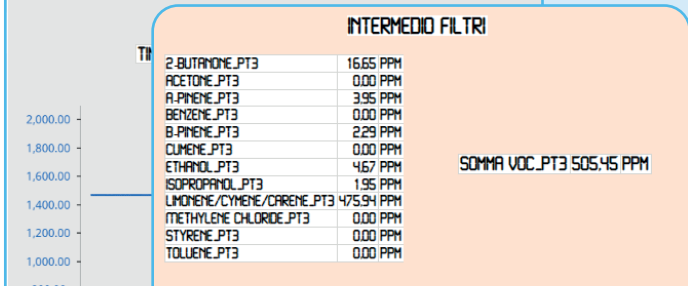 INTERMEDIO FILTRI
2-BUTANONE_PT3 16.65 PPM
ACETONE_PT3 0.00 PPM
A-PINENE_PT3 3.95 PPM
BENZENE_PT3 0.00 PPM
B-PINENE_PT3 2.29 PPM
CUMENE_PT3 0.00 PPM
ETHANOL_PT3 4.67 PPM
ISOPROPANOL_PT3 1.95 PPM
LIMONENE/CYMENE/CARENE_PT3 475.94 PPM
METHYLENE CHLORIDE_PT3 0.00 PPM
STYRENE_PT3 0.00 PPM
TOLUENE_PT3 0.00 PPM
SOMMA VOC_PT3 505,45 PPM
2,000.00
1,800.00
1,600.00
1,400.00
1,200.00
1,000.00